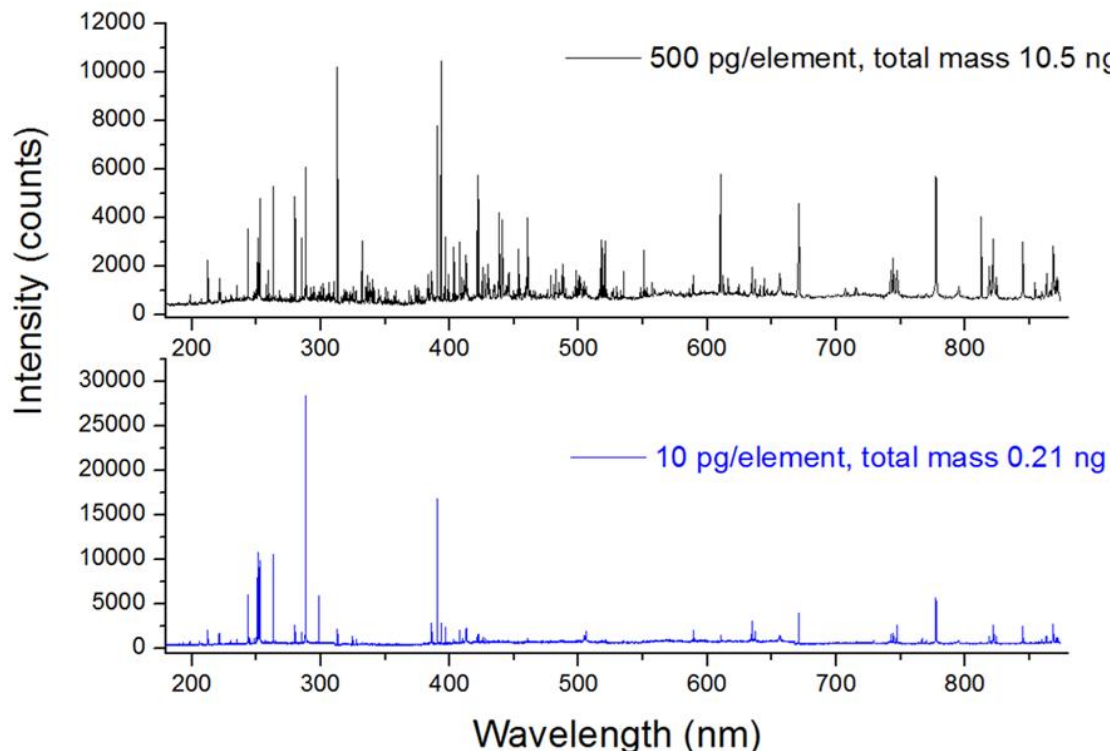 12000
500 pg/element, total mass 10.5 ng
10000
8000
6000
4000
2000
0
200 300 400 500 600 700 800
Intensity (counts)
30000
25000
10 pg/element, total mass 0.21 ng
20000
15000
10000
5000
0
200 300 400 500 600 700 800
Wavelength (nm)